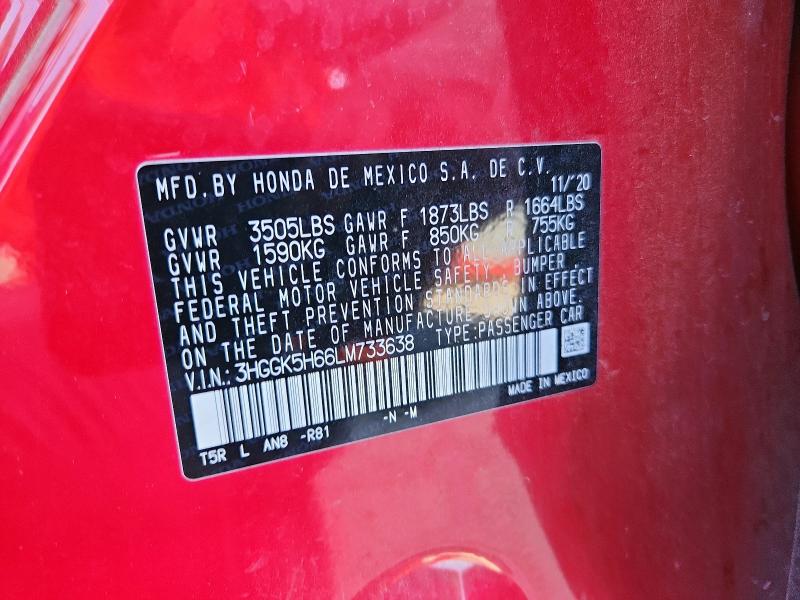 MFD.BY HONDA DE MEXICO S.A. DE C.V.
11/'20
GVWR 3505LBS GAWR F 1873LBS R 1664LBS
GVWR 1590KG GAWR F 850KG R 755KG
THIS VEHICLE CONFORMS TO ALL APPLICABLE
FEDERAL MOTOR VEHICLE SAFETY, BUMPER
AND THEFT PREVENTION STANDARDS IN EFFECT
ON THE DATE OF MANUFACTURE SHOWN ABOVE.
V.I.N.: 3HGGK5H66LM733638 TYPE:PASSENGER CAR
MADE IN MEXICO
T5R L AN8 -R81 -N -M